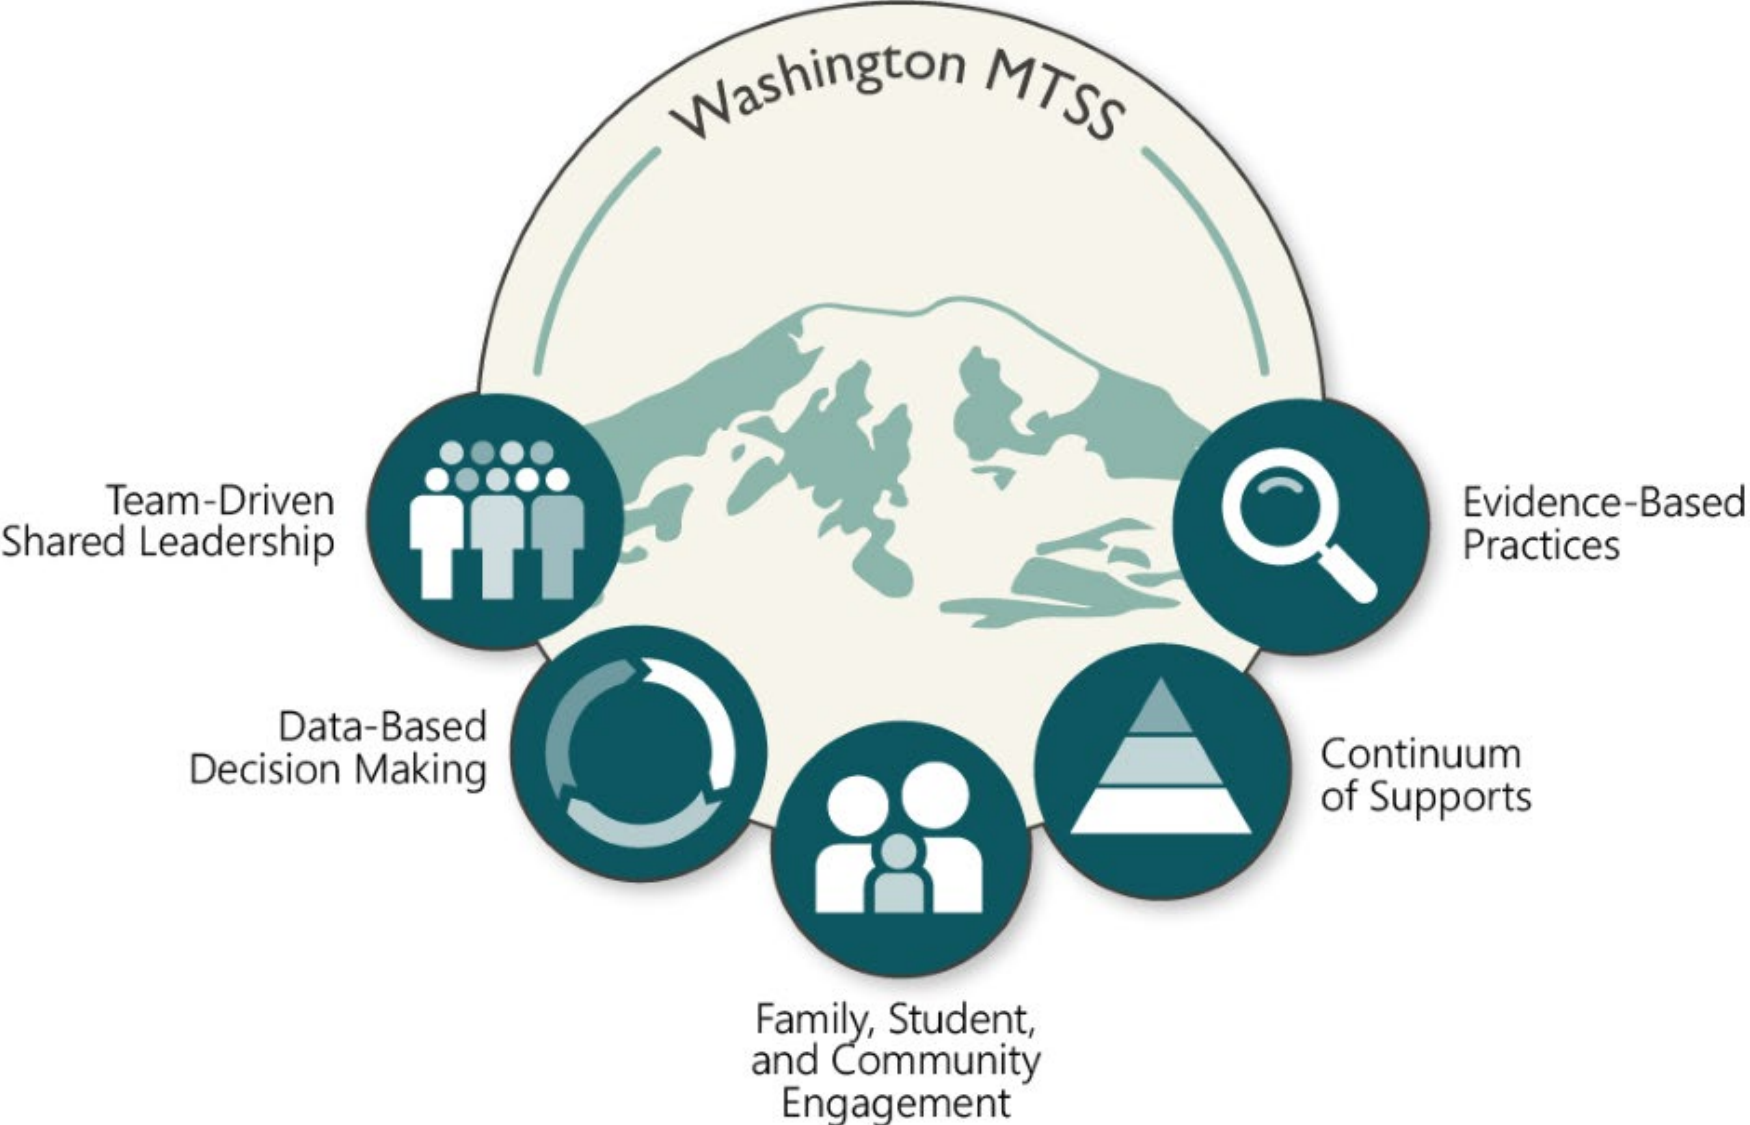 Washington MTSS
Team-Driven
Shared Leadership
Evidence-Based
Practices
Data-Based
Decision Making
Continuum
of Supports
Family, Student,
and Community
Engagement